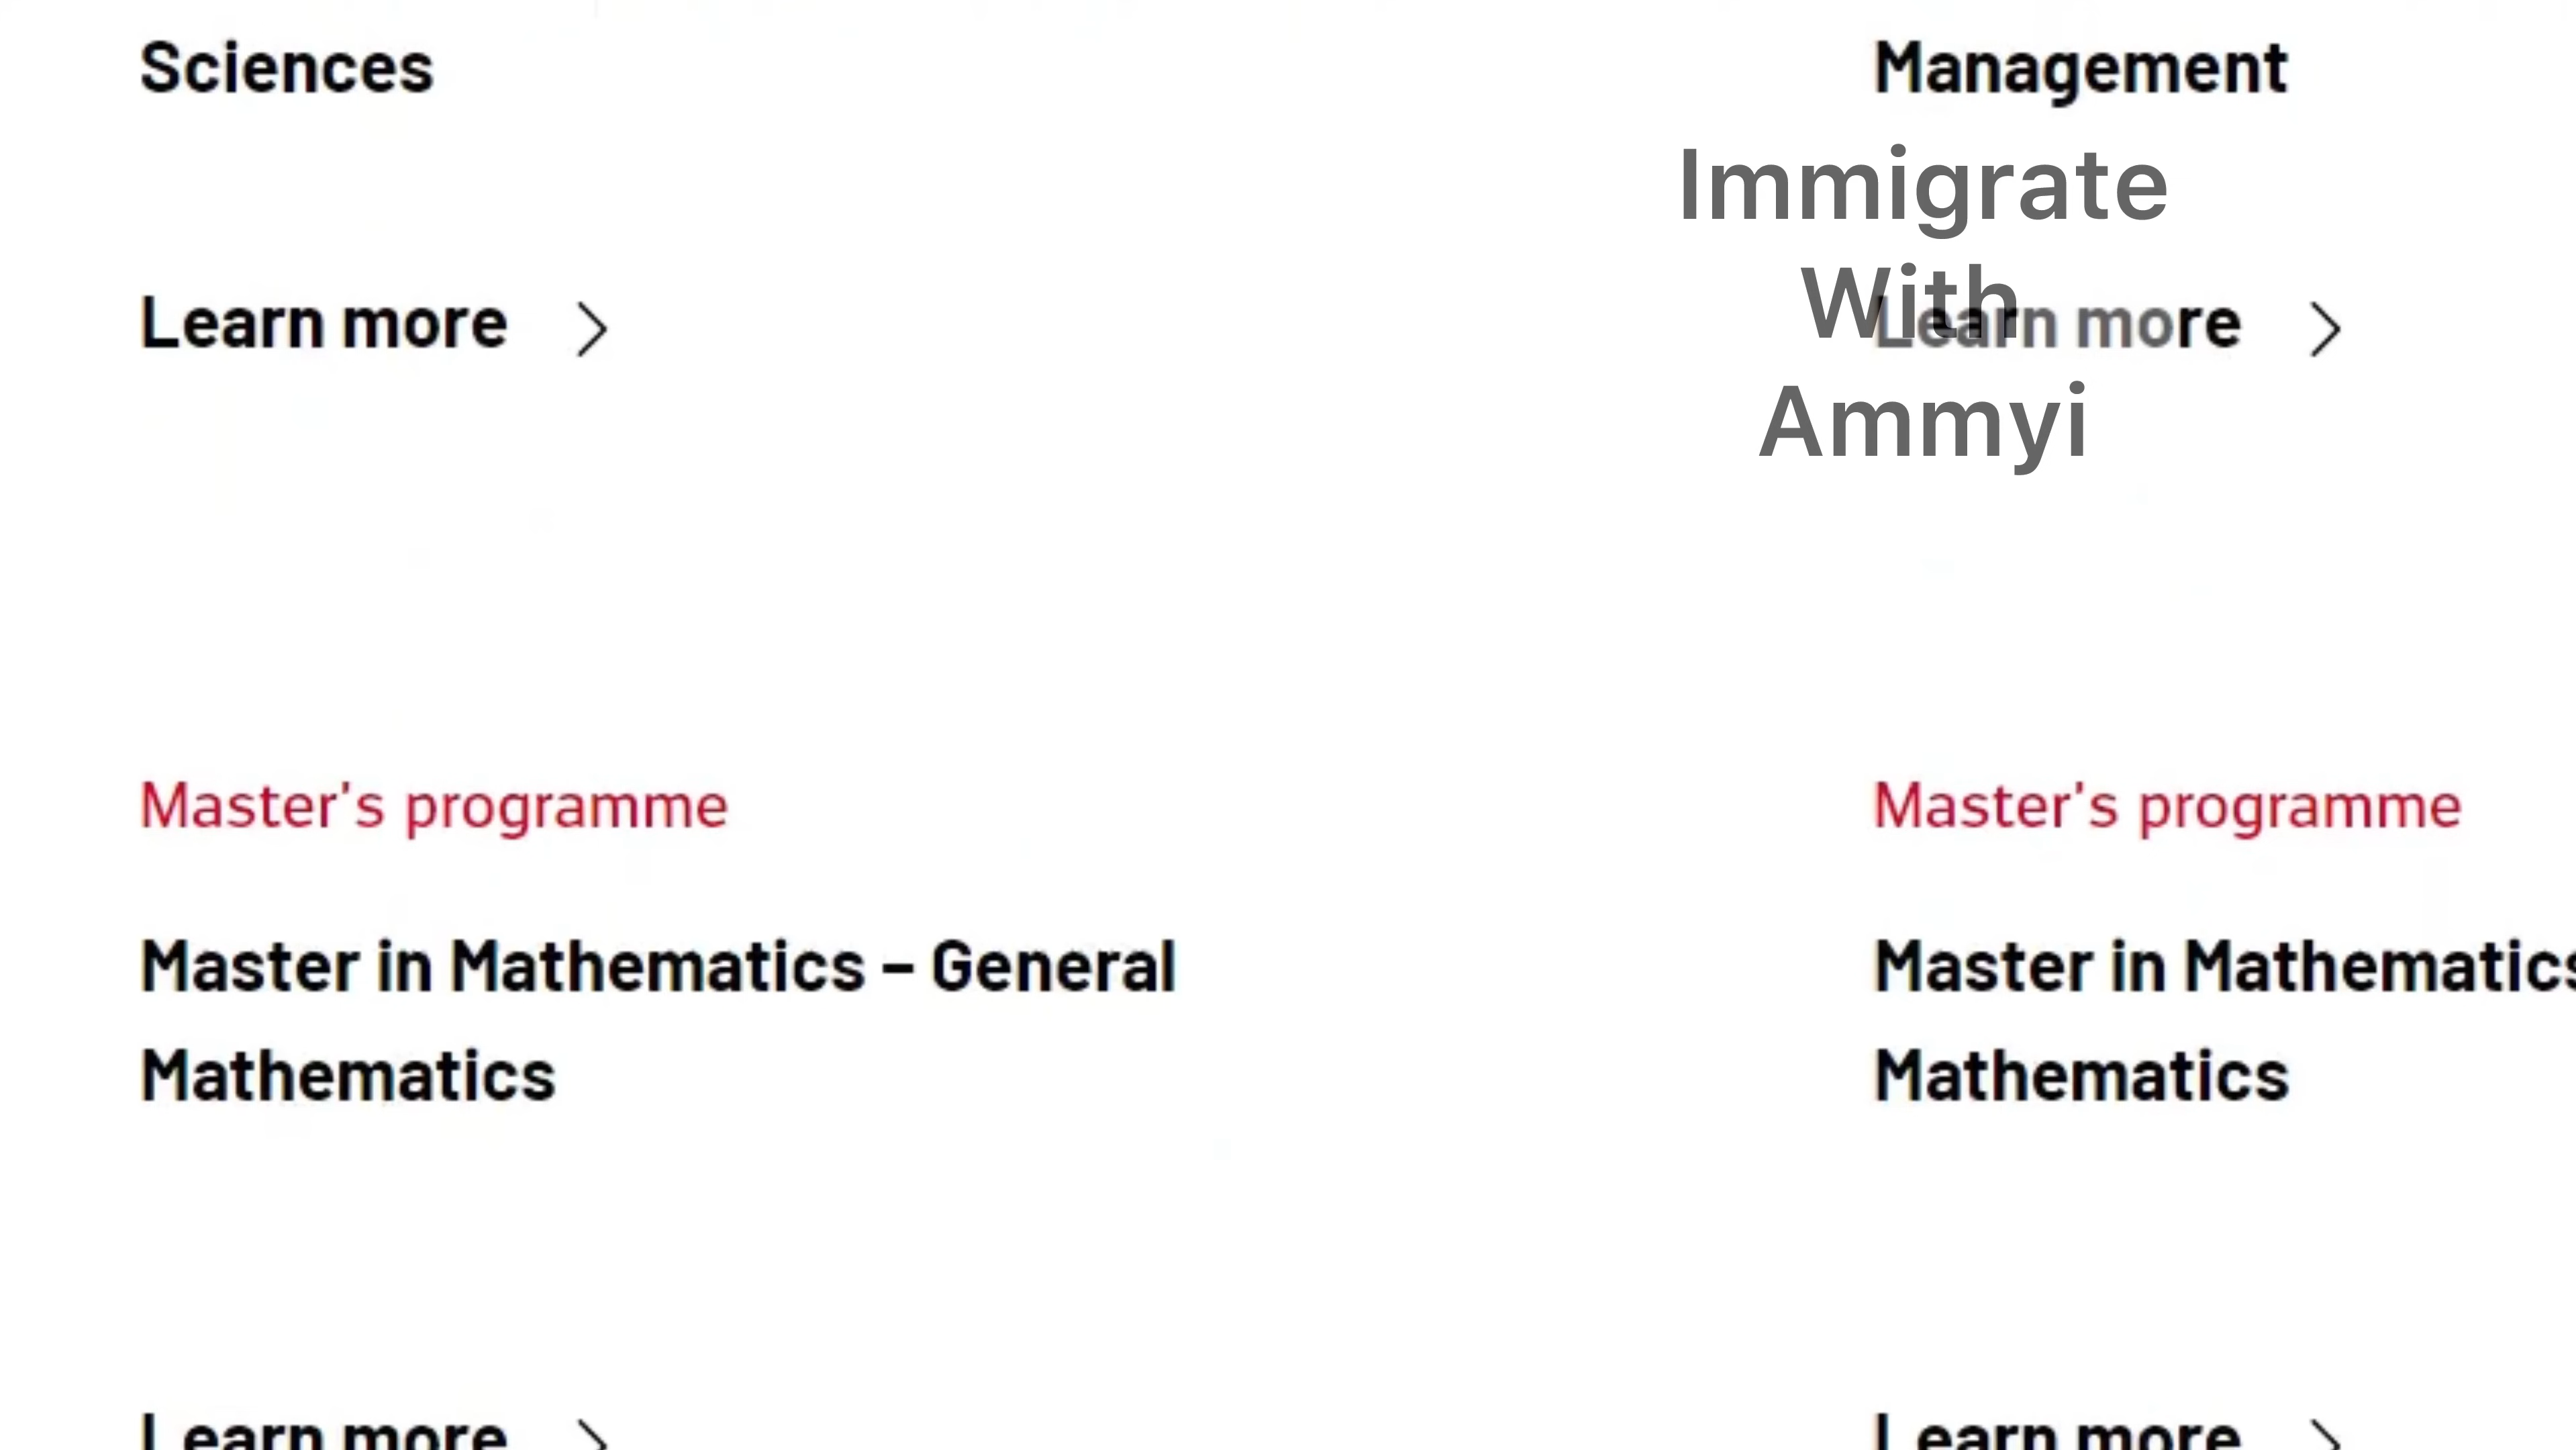 Sciences
Learn more
Management
Immigrate
With
Ammyi
Learn more
Master's programme
Master in Mathematics – General
Mathematics
Learn more
Master's programme
Master in Mathematics
Mathematics
Learn more